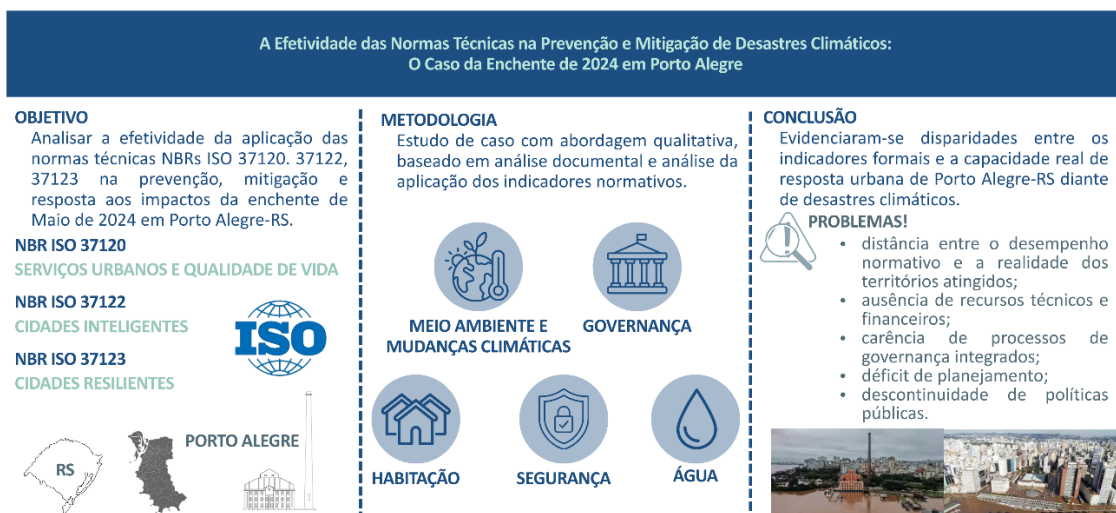 A Efetividade das Normas Técnicas na Prevenção e Mitigação de Desastres Climáticos:
O Caso da Enchente de 2024 em Porto Alegre
OBJETIVO
Analisar a efetividade da aplicação das
normas técnicas NBRs ISO 37120. 37122,
37123 na prevenção, mitigação e
resposta aos impactos da enchente de
Maio de 2024 em Porto Alegre-RS.
NBR ISO 37120
SERVIÇOS URBANOS E QUALIDADE DE VIDA
NBR ISO 37122
CIDADES INTELIGENTES
NBR ISO 37123
CIDADES RESILIENTES
ISO
RS
PORTO ALEGRE
METODOLOGIA
Estudo de caso com abordagem qualitativa,
baseado em análise documental e análise da
aplicação dos indicadores normativos.
MEIO AMBIENTE E
MUDANÇAS CLIMÁTICAS
GOVERNANÇA
HABITAÇÃO
SEGURANÇA
ÁGUA
CONCLUSÃO
Evidenciaram-se disparidades entre os
indicadores formais e a capacidade real de
resposta urbana de Porto Alegre-RS diante
de desastres climáticos.
PROBLEMAS!
• distância entre o desempenho
normativo e a realidade dos
territórios atingidos;
• ausência de recursos técnicos e
financeiros;
• carência de processos de
governança integrados;
• déficit de planejamento;
• descontinuidade de políticas
públicas.